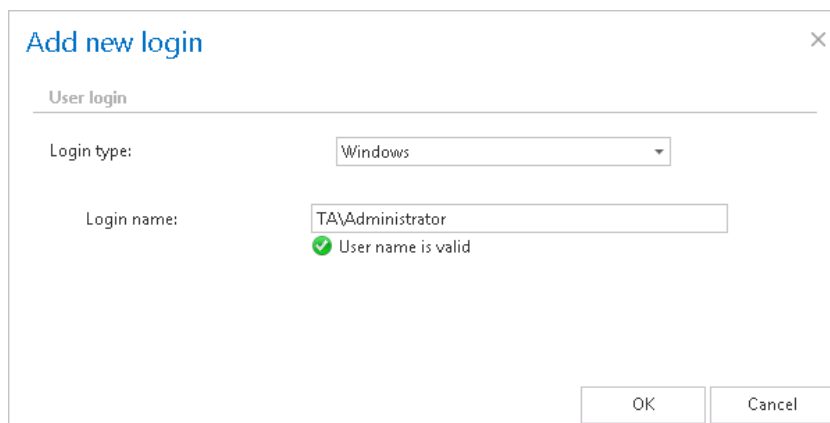 Add new login
User login
Login type:
Windows
Login name:
TA\Administrator
User name is valid
OK
Cancel